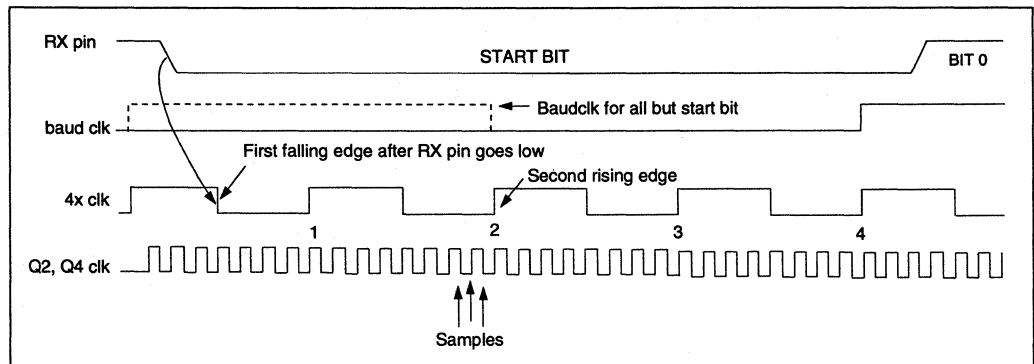 RX pin
START BIT
BIT 0
Baudclk for all but start bit
baud clk
First falling edge after RX pin goes low
Second rising edge
4x clk
1 2 3 4
Q2, Q4 clk
Samples